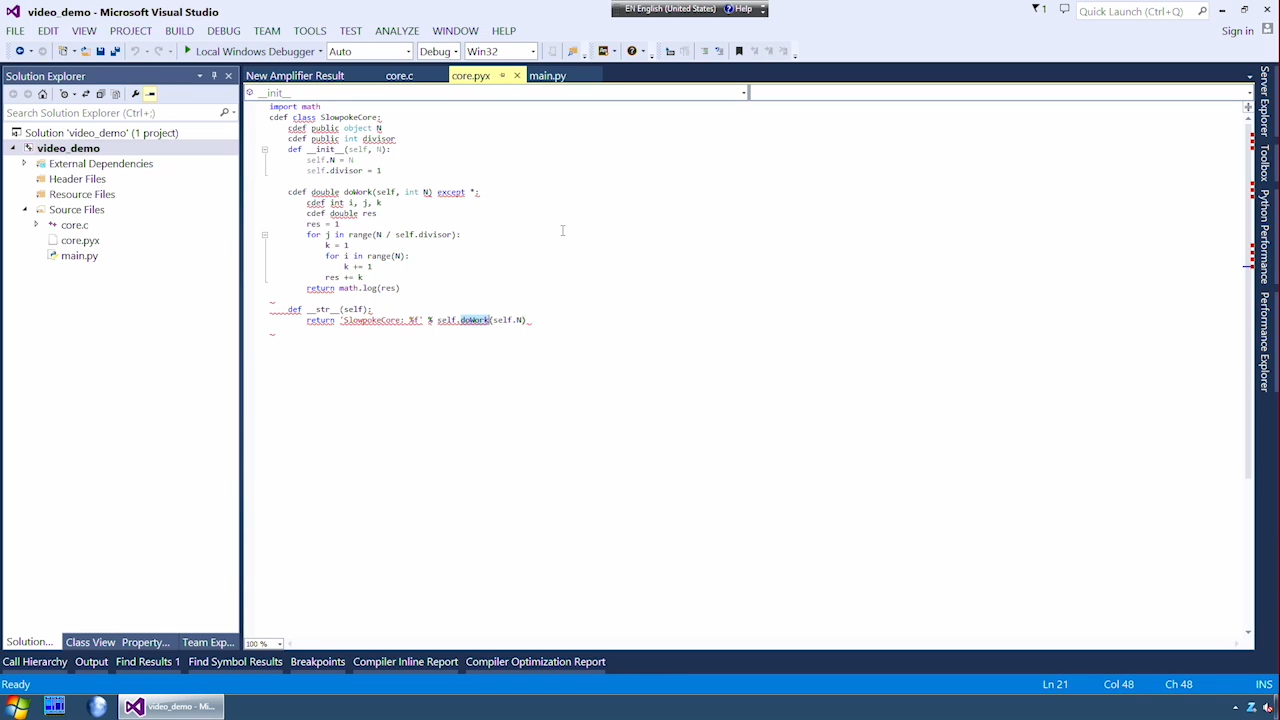 video_demo - Microsoft Visual Studio
EN English (United States) Help
1
Quick Launch (Ctrl+Q)
FILE EDIT VIEW PROJECT BUILD DEBUG TEAM TOOLS TEST ANALYZE WINDOW HELP
Sign in
Local Windows Debugger Auto Debug Win32
Solution Explorer
New Amplifier Result core.c core.pyx main.py
__init__
Search Solution Explorer (Ctrl+;)
Solution 'video_demo' (1 project)
video_demo
External Dependencies
Header Files
Resource Files
Source Files
core.c
core.pyx
main.py
import math
cdef class SlowpokeCore:
cdef public object N
cdef public int divisor
def __init__(self, N):
self.N = N
self.divisor = 1
cdef double doWork(self, int N) except *:
cdef int i, j, k
cdef double res
res = 1
for j in range(N / self.divisor):
k = 1
for i in range(N):
k += 1
res += k
return math.log(res)
def __str__(self):
return 'SlowpokeCore: %f' % self.doWork(self.N)
Server Explorer
Toolbox
Python Performance
Performance Explorer
100 %
Solution... Class View Property... Team Exp...
Call Hierarchy Output Find Results 1 Find Symbol Results Breakpoints Compiler Inline Report Compiler Optimization Report
Ready
Ln 21 Col 48 Ch 48 INS
video_demo - Mi...